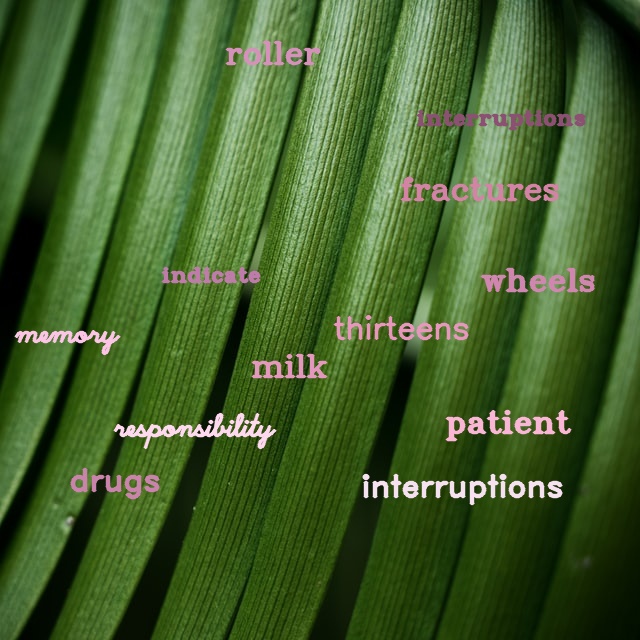 roller
interruptions
fractures
indicate
wheels
thirteens
memory
milk
patient
responsibility
drugs
interruptions